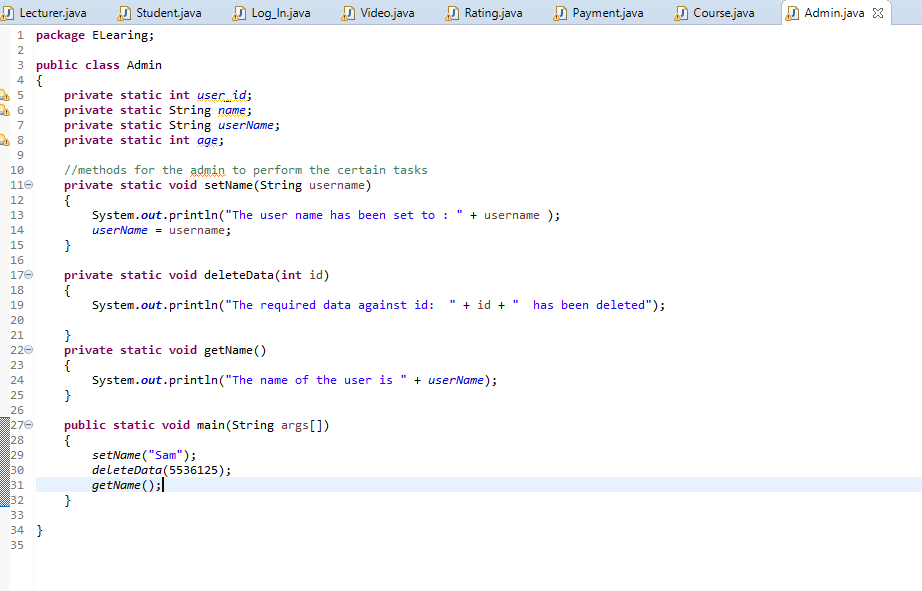 Lecturer.java Student.java Log_In.java Video.java Rating.java Payment.java Course.java Admin.java
1 package ELearing;
2
3 public class Admin
4 {
5     private static int user_id;
6     private static String name;
7     private static String userName;
8     private static int age;
9
10     //methods for the admin to perform the certain tasks
11     private static void setName(String username)
12     {
13         System.out.println("The user name has been set to : " + username );
14         userName = username;
15     }
16
17     private static void deleteData(int id)
18     {
19         System.out.println("The required data against id:  " + id + "  has been deleted");
20
21     }
22     private static void getName()
23     {
24         System.out.println("The name of the user is " + userName);
25     }
26
27     public static void main(String args[])
28     {
29         setName("Sam");
30         deleteData(5536125);
31         getName();
32     }
33
34 }
35